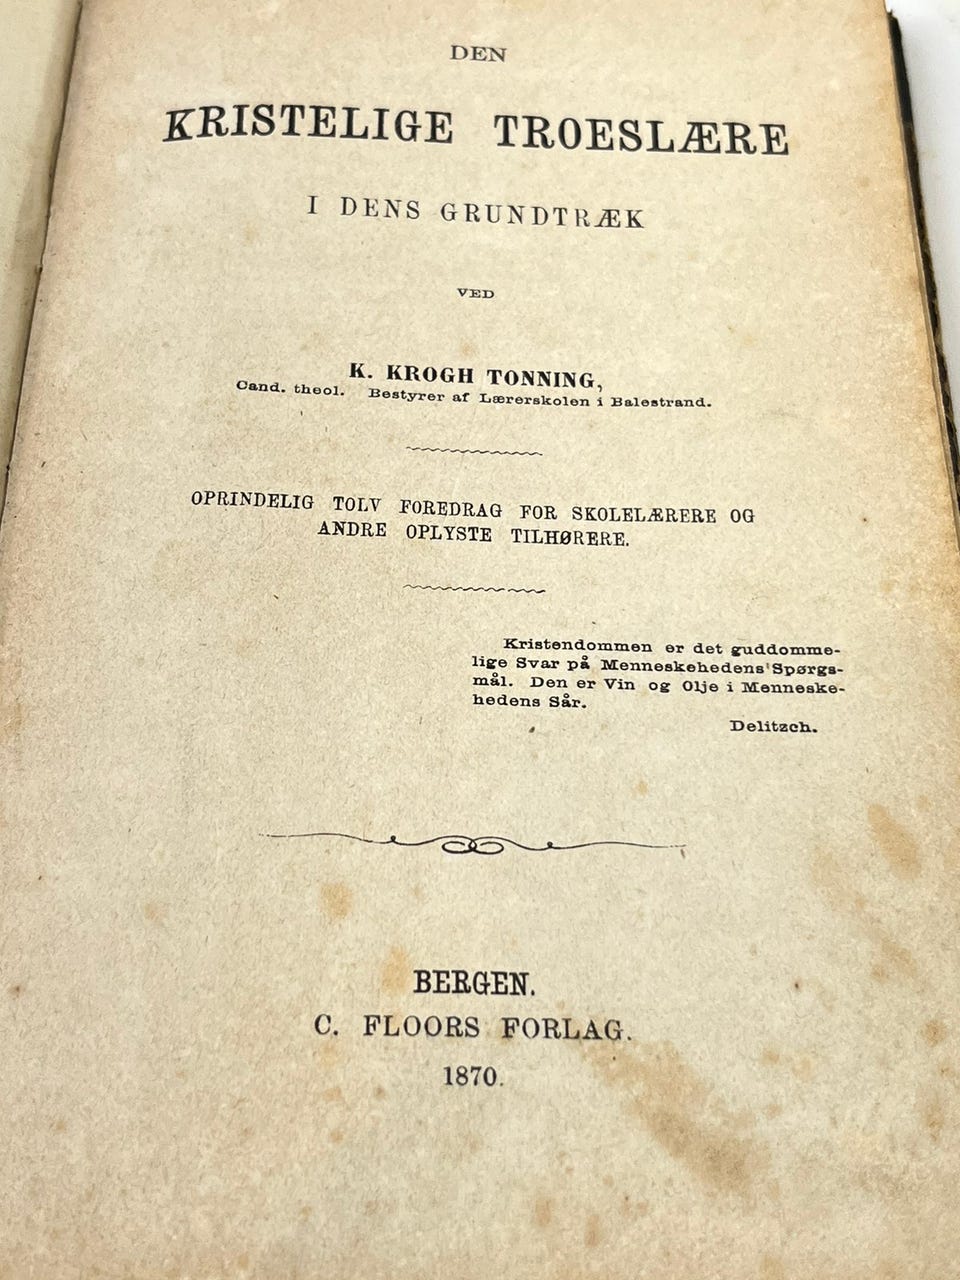 DEN
KRISTELIGE TROESLÆRE
I DENS GRUNDTRÆK
VED
K. KROGH TONNING,
Cand. theol. Bestyrer af Lærerskolen i Balestrand.
OPRINDELIG TOLV FOREDRAG FOR SKOLELÆRERE OG
ANDRE OPLYSTE TILHØRERE.
Kristendommen er det guddomme-
lige Svar på Menneskehedens Spørgs-
mål. Den er Vin og Olje i Menneske-
hedens Sår.
Delitzch.
BERGEN.
C. FLOORS FORLAG.
1870.